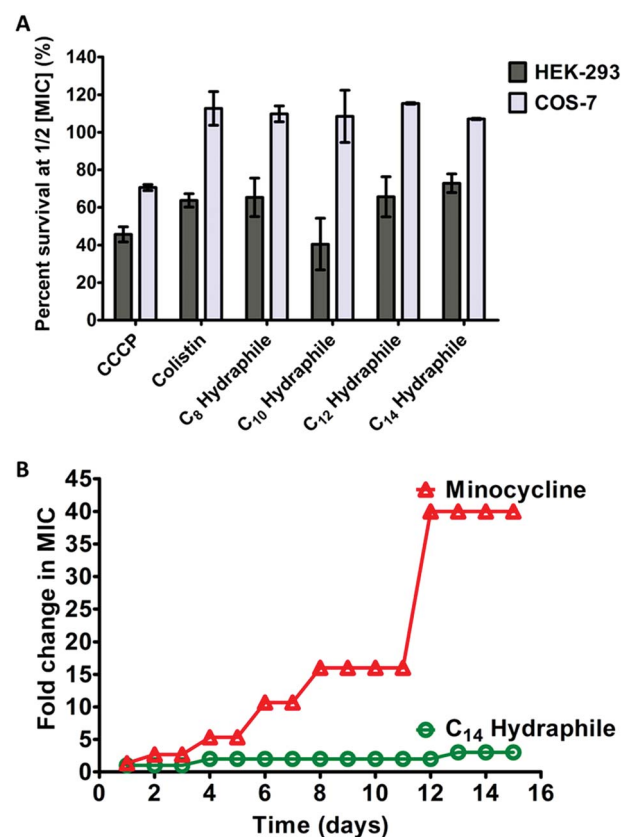 A
Percent survival at 1/2 [MIC] (%)
140
120
100
80
60
40
20
0
HEK-293
COS-7
CCCP
Colistin
C₈ Hydraphile
C₁₀ Hydraphile
C₁₂ Hydraphile
C₁₄ Hydraphile
B
Fold change in MIC
45
40
35
30
25
20
15
10
5
0
Minocycline
C₁₄ Hydraphile
0 2 4 6 8 10 12 14 16
Time (days)